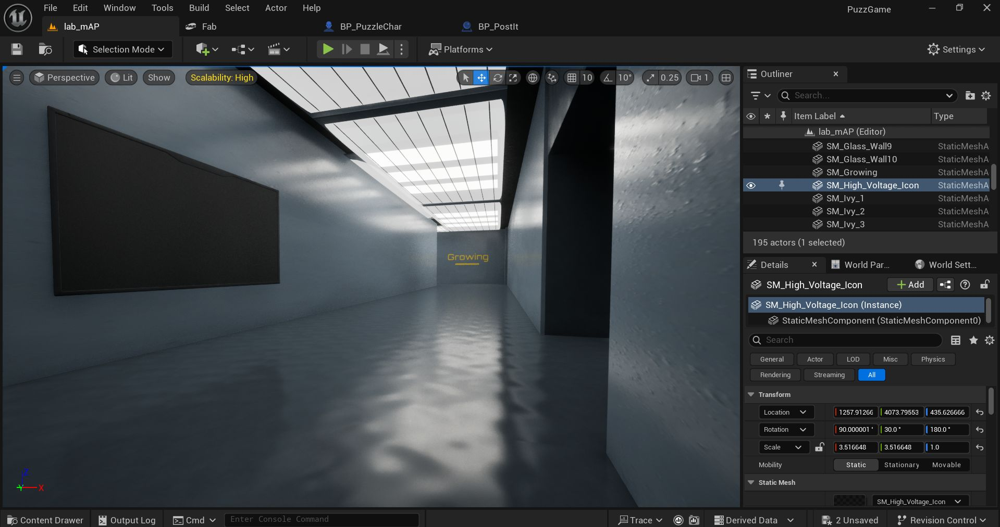 File Edit Window Tools Build Select Actor Help
PuzzGame
lab_mAP
Fab
BP_PuzzleChar
BP_PostIt
Selection Mode
Platforms
Settings
Perspective
Lit
Show
Scalability: High
10
10°
0.25
1
Growing
Z
Y
X
Outliner
Search...
Item Label
Type
lab_mAP (Editor)
SM_Glass_Wall9 StaticMeshA
SM_Glass_Wall10 StaticMeshA
SM_Growing StaticMeshA
SM_High_Voltage_Icon StaticMeshA
SM_Ivy_1 StaticMeshA
SM_Ivy_2 StaticMeshA
SM_Ivy_3 StaticMeshA
195 actors (1 selected)
Details
World Par...
World Sett...
SM_High_Voltage_Icon
Add
SM_High_Voltage_Icon (Instance)
StaticMeshComponent (StaticMeshComponent0)
Search
General Actor LOD Misc Physics
Rendering Streaming All
Transform
Location 1257.91266 4073.79553 435.626666
Rotation 90.000001 ° 30.0 ° 180.0 °
Scale 3.516648 3.516648 1.0
Mobility Static Stationary Movable
Static Mesh
SM_High_Voltage_Icon
Content Drawer
Output Log
Cmd
Enter Console Command
Trace
Derived Data
2 Unsaved
Revision Control